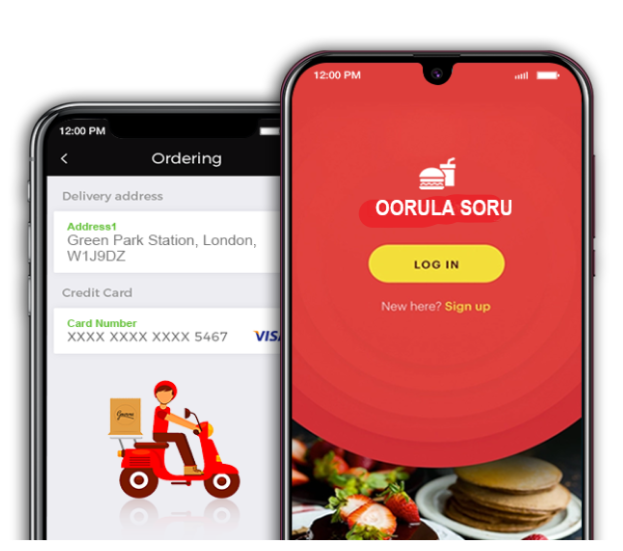 12:00 PM
Ordering
Delivery address
Address1
Green Park Station, London,
W1J9DZ
Credit Card
Card Number
XXXX XXXX XXXX 5467 VISA
12:00 PM
OORULA SORU
LOG IN
New here? Sign up